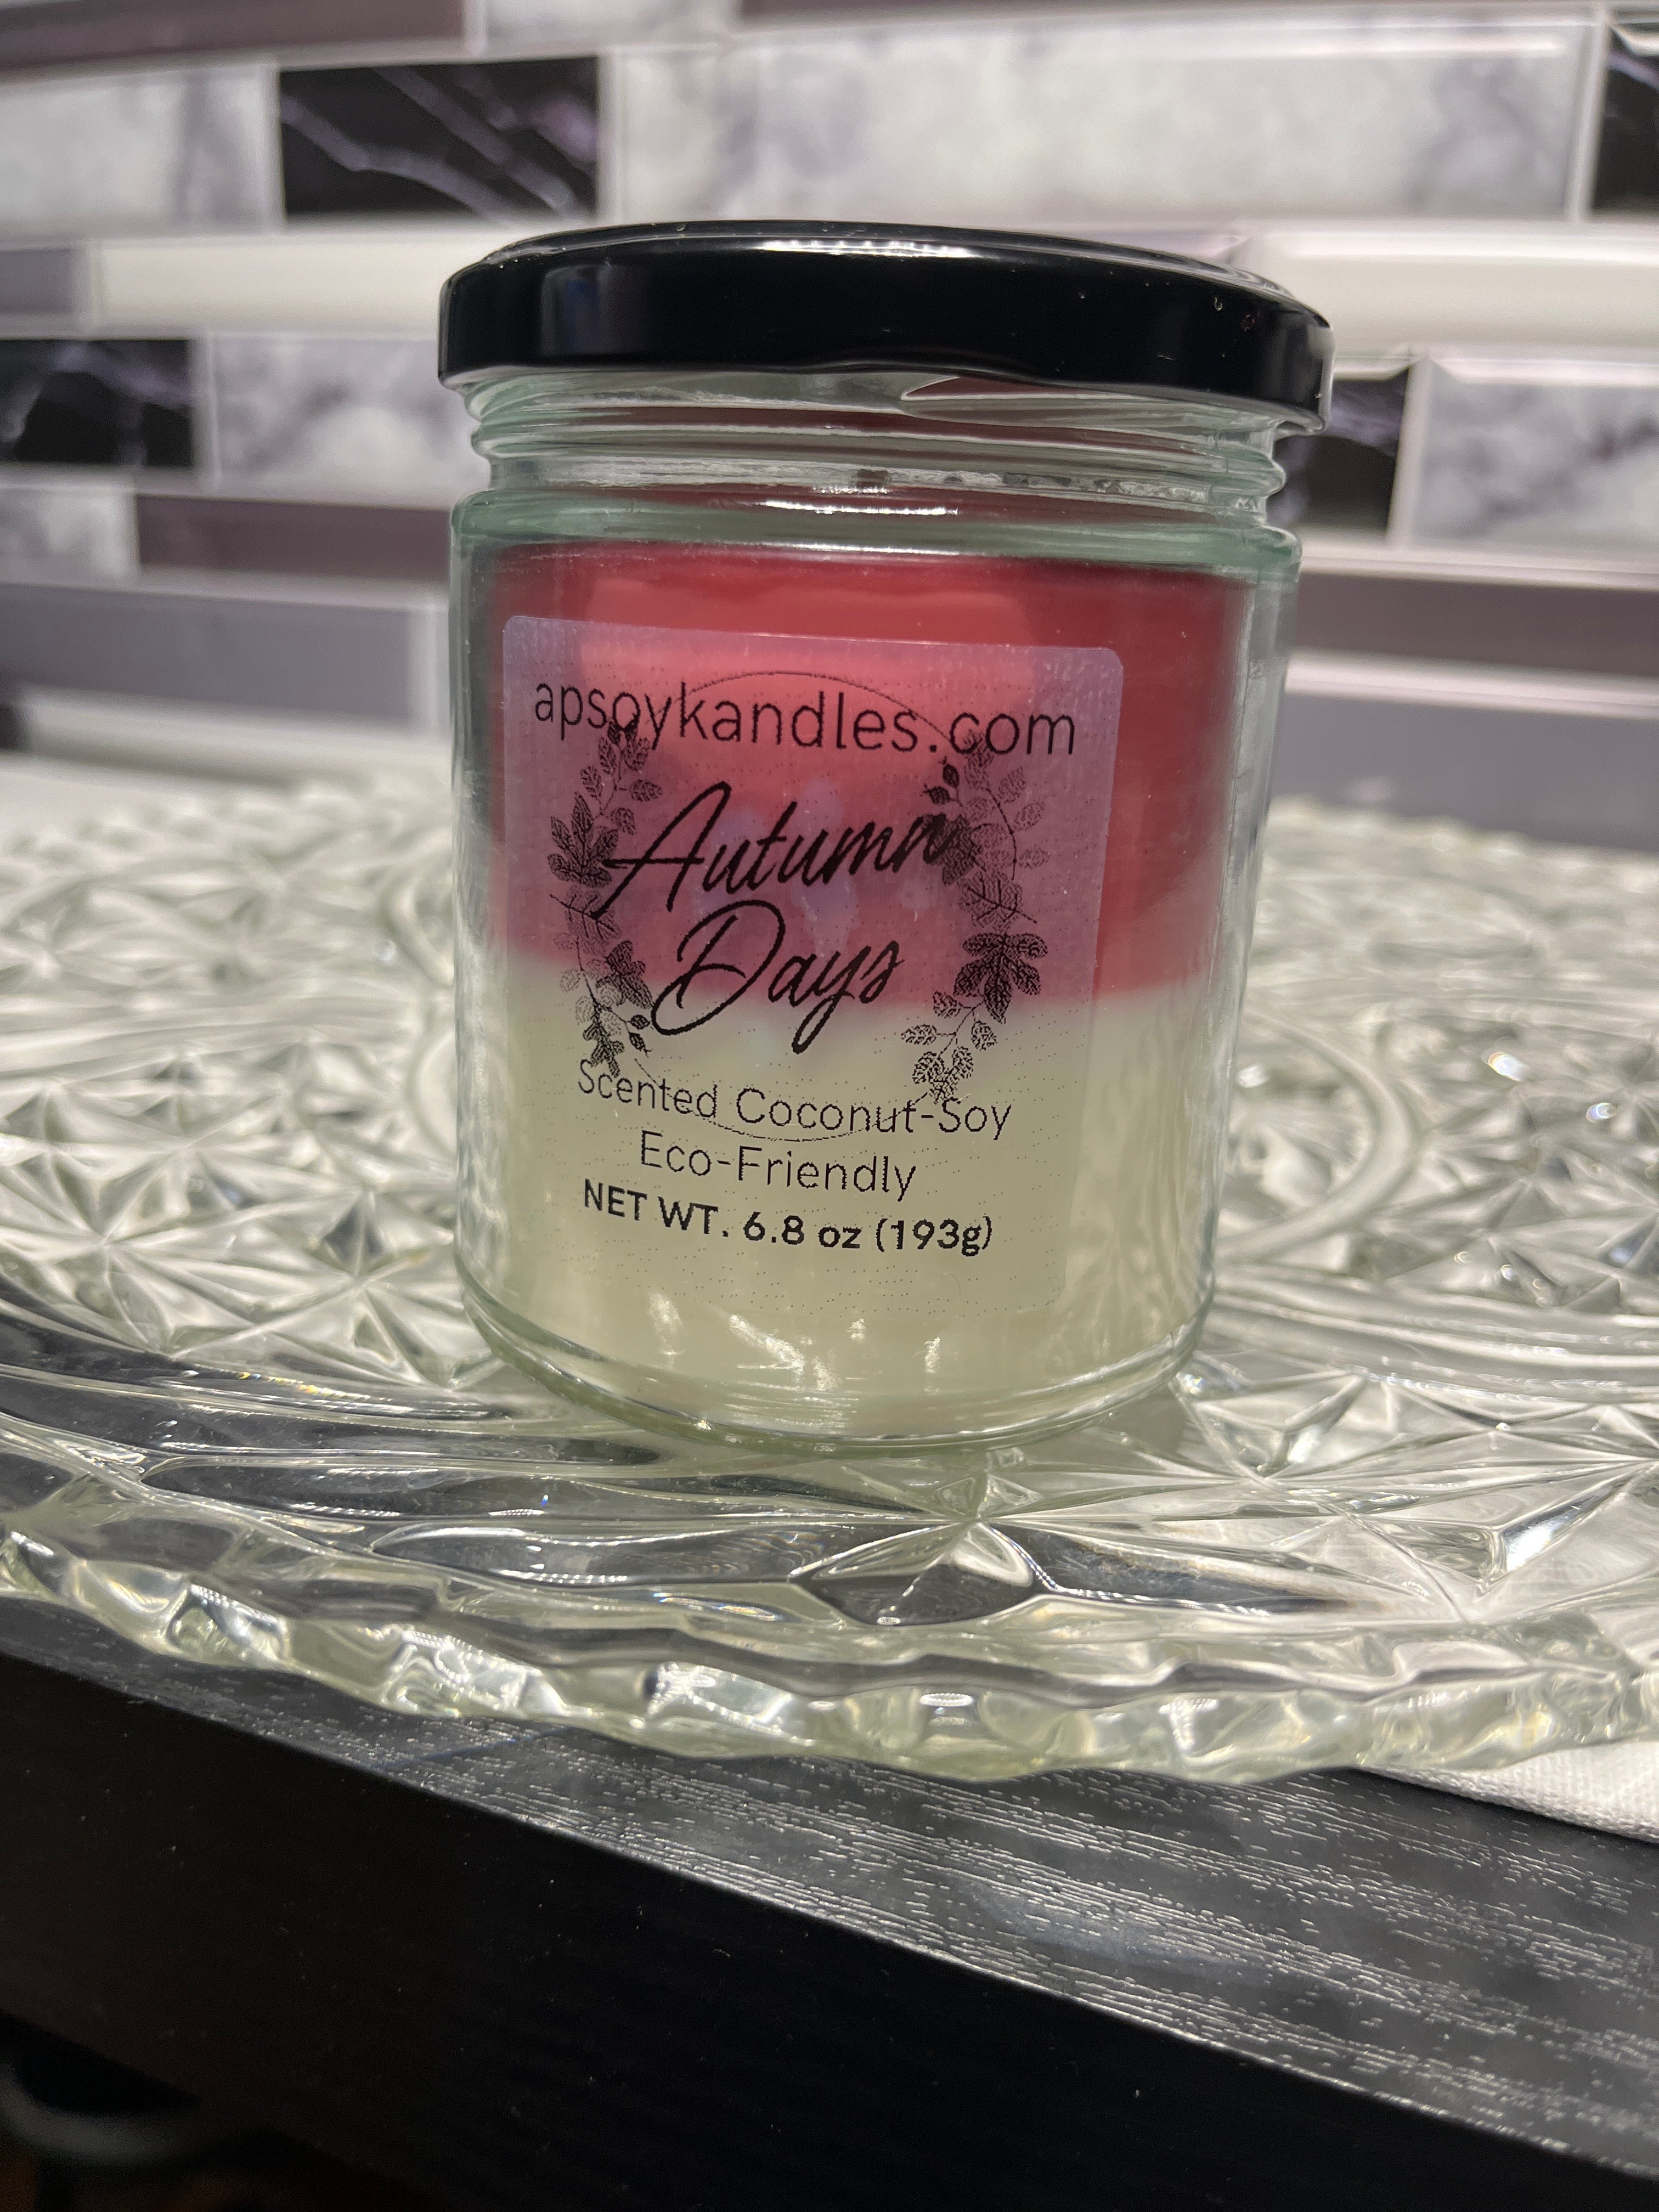 apsoykandles.com
Autumn
Days
Scented Coconut-Soy
Eco-Friendly
NET WT. 6.8 oz (193g)